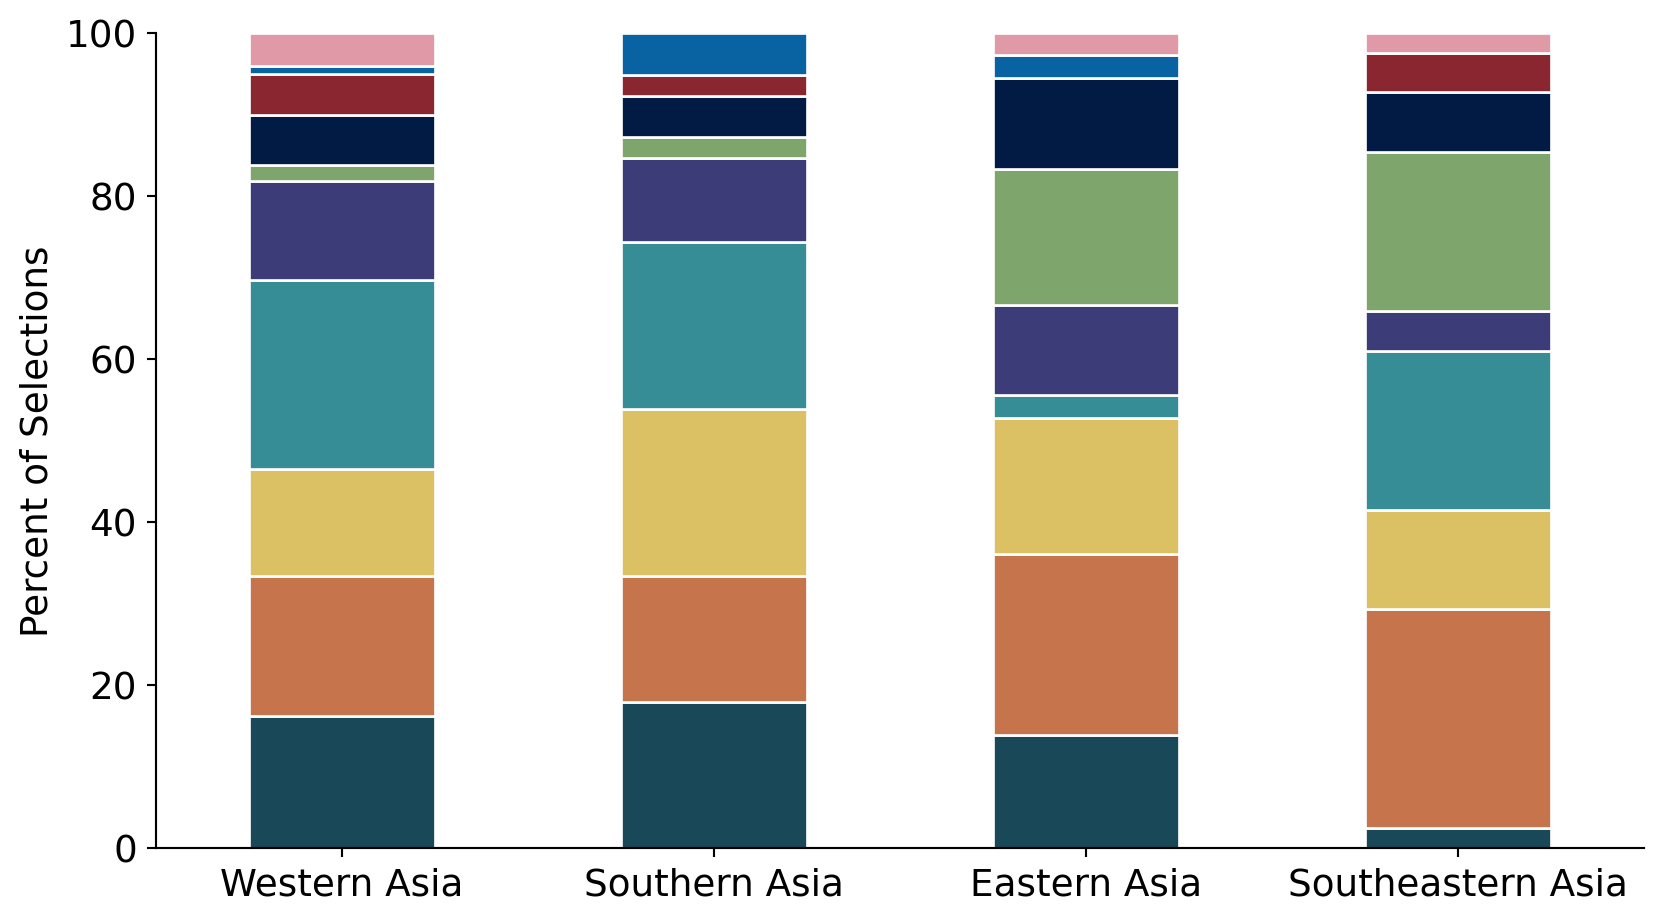 100
80
60
40
20
0
Percent of Selections
Western Asia
Southern Asia
Eastern Asia
Southeastern Asia